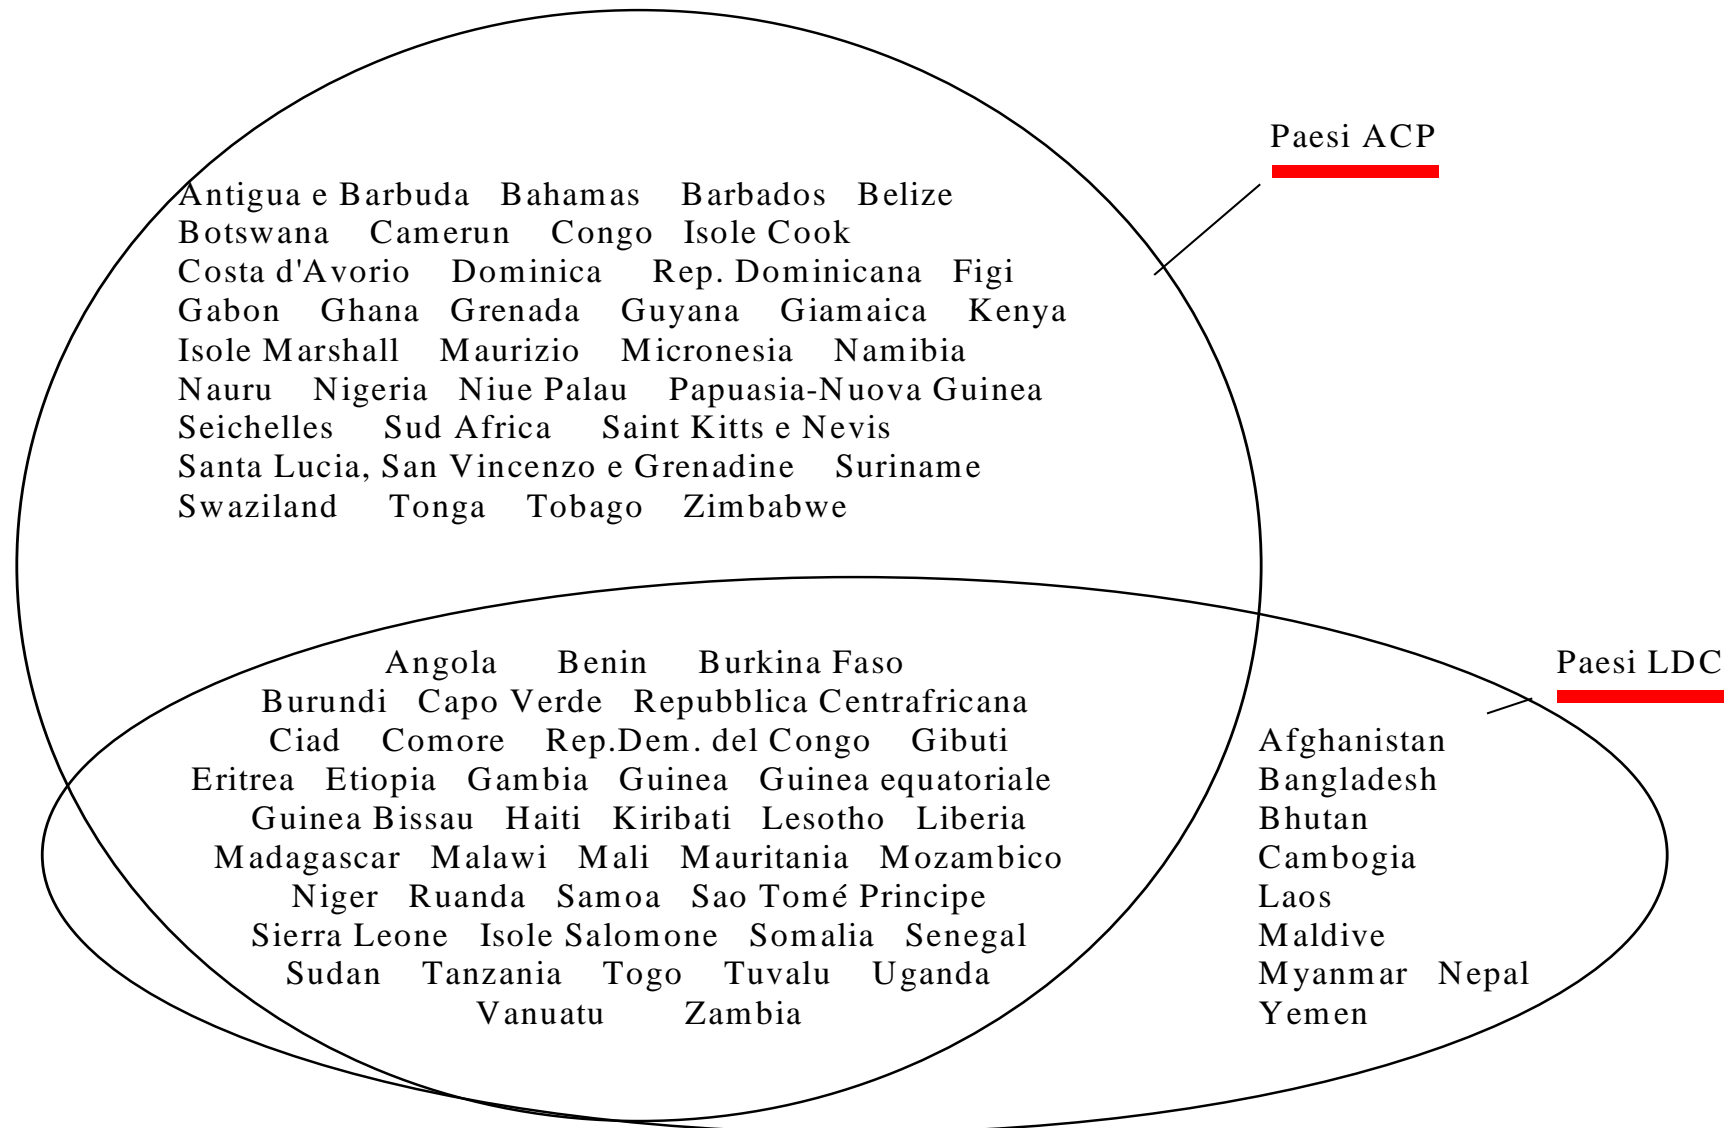 Paesi ACP
Antigua e Barbuda Bahamas Barbados Belize
Botswana Camerun Congo Isole Cook
Costa d'Avorio Dominica Rep. Dominicana Figi
Gabon Ghana Grenada Guyana Giamaica Kenya
Isole Marshall Maurizio Micronesia Namibia
Nauru Nigeria Niue Palau Papuasia-Nuova Guinea
Seichelles Sud Africa Saint Kitts e Nevis
Santa Lucia, San Vincenzo e Grenadine Suriname
Swaziland Tonga Tobago Zimbabwe
Angola Benin Burkina Faso
Burundi Capo Verde Repubblica Centrafricana
Ciad Comore Rep.Dem. del Congo Gibuti
Eritrea Etiopia Gambia Guinea Guinea equatoriale
Guinea Bissau Haiti Kiribati Lesotho Liberia
Madagascar Malawi Mali Mauritania Mozambico
Niger Ruanda Samoa Sao Tomé Principe
Sierra Leone Isole Salomone Somalia Senegal
Sudan Tanzania Togo Tuvalu Uganda
Vanuatu Zambia
Paesi LDC
Afghanistan
Bangladesh
Bhutan
Cambogia
Laos
Maldive
Myanmar Nepal
Yemen